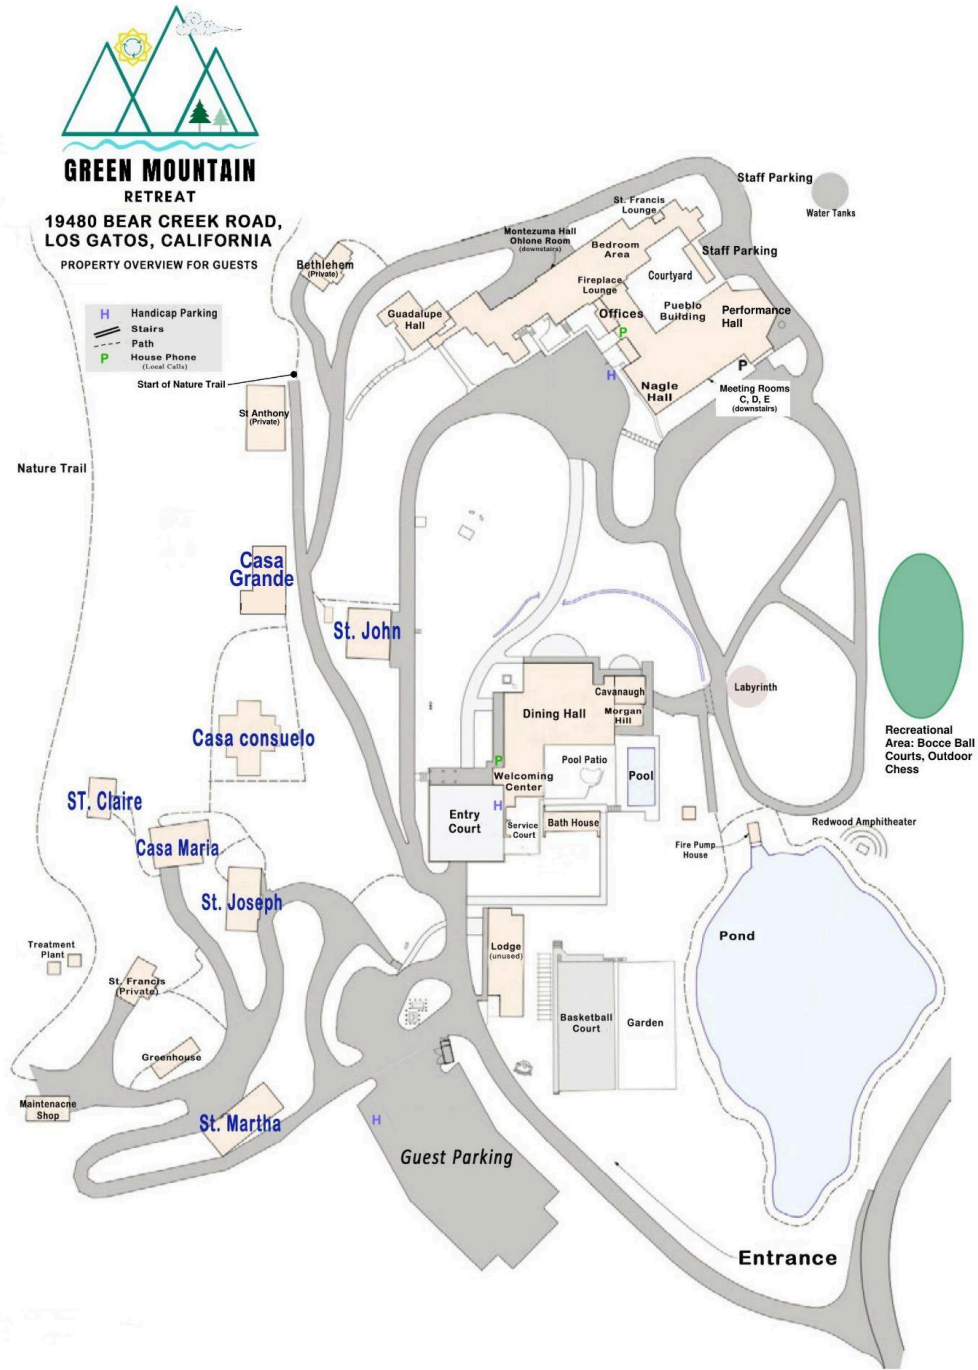 GREEN MOUNTAIN
RETREAT
19480 BEAR CREEK ROAD,
LOS GATOS, CALIFORNIA
PROPERTY OVERVIEW FOR GUESTS
H Handicap Parking
Stairs
Path
P House Phone
(Local Calls)
Start of Nature Trail
Staff Parking
Water Tanks
St. Francis
Lounge
Montezuma Hall
Ohlone Room
(downstairs)
Bedroom
Area
Staff Parking
Bethlehem
(Private)
Courtyard
Fireplace
Lounge
Guadalupe
Hall
Offices
P
Pueblo
Building
Performance
Hall
H
P
Nagle
Hall
Meeting Rooms
C, D, E
(downstairs)
St Anthony
(Private)
Nature Trail
Casa
Grande
St. John
Labyrinth
Cavanaugh
Morgan
Hill
Dining Hall
Recreational
Area: Bocce Ball
Courts, Outdoor
Chess
Casa consuelo
P
Pool Patio
Pool
Welcoming
Center
ST. Claire
H
Entry
Court
Service
Court
Bath House
Redwood Amphitheater
Fire Pump
House
Casa Maria
St. Joseph
Pond
Treatment
Plant
Lodge
(unused)
St. Francis
(Private)
Basketball
Court
Garden
Greenhouse
Maintenacne
Shop
St. Martha
H
Guest Parking
Entrance